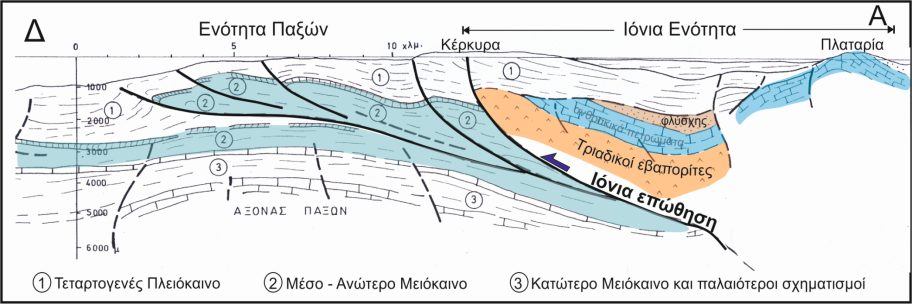 Δ
Ενότητα Παξών
Ιόνια Ενότητα
Α
0
5
10 χλμ.
Κέρκυρα
Πλαταρία
1000
2000
3000
4000
5000
6000 μ
1
2
1
2
2
1
2
2
3
3
1
φλύσχης
ανθρακικά πετρώματα
Τριαδικοί εβαπορίτες
Ιόνια επώθηση
ΑΞΟΝΑΣ ΠΑΞΩΝ
1 Τεταρτογενές Πλειόκαινο
2 Μέσο - Ανώτερο Μειόκαινο
3 Κατώτερο Μειόκαινο και παλαιότεροι σχηματισμοί